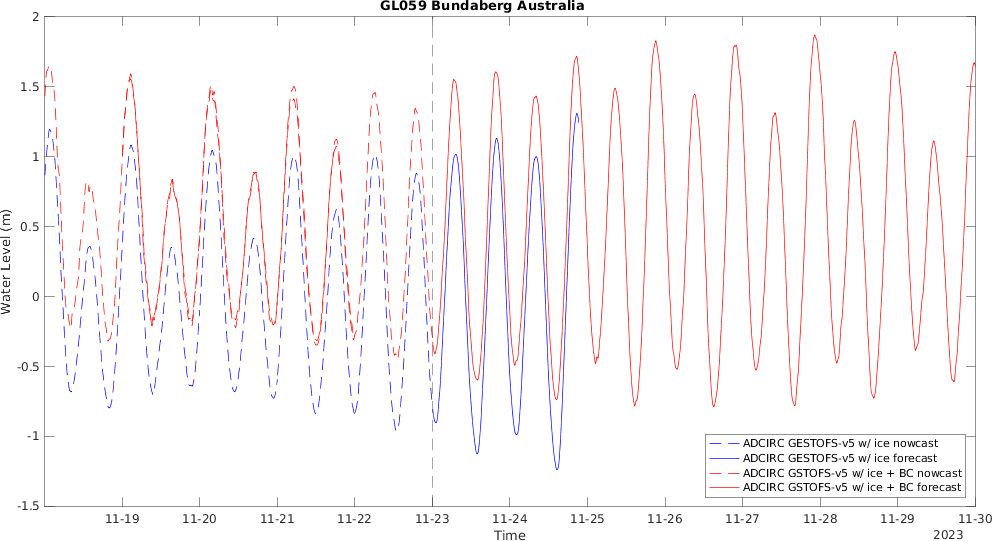 GL059 Bundaberg Australia
Water Level (m)
2
1.5
1
0.5
0
-0.5
-1
-1.5
ADCIRC GESTOFS-v5 w/ ice nowcast
ADCIRC GESTOFS-v5 w/ ice forecast
ADCIRC GSTOFS-v5 w/ ice + BC nowcast
ADCIRC GSTOFS-v5 w/ ice + BC forecast
11-19 11-20 11-21 11-22 11-23 11-24 11-25 11-26 11-27 11-28 11-29 11-30
Time
2023